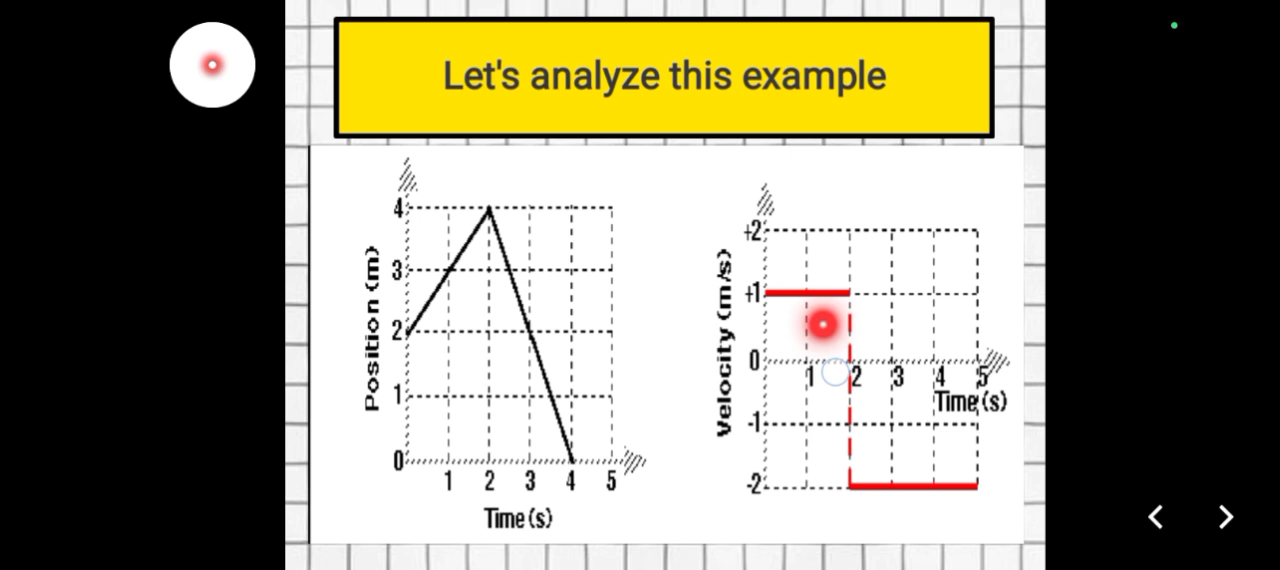 Let's analyze this example
Position (m)
4
3
2
1
0
1 2 3 4 5
Time (s)
Velocity (m/s)
+2
+1
0
-1
-2
1 2 3 4 5
Time (s)